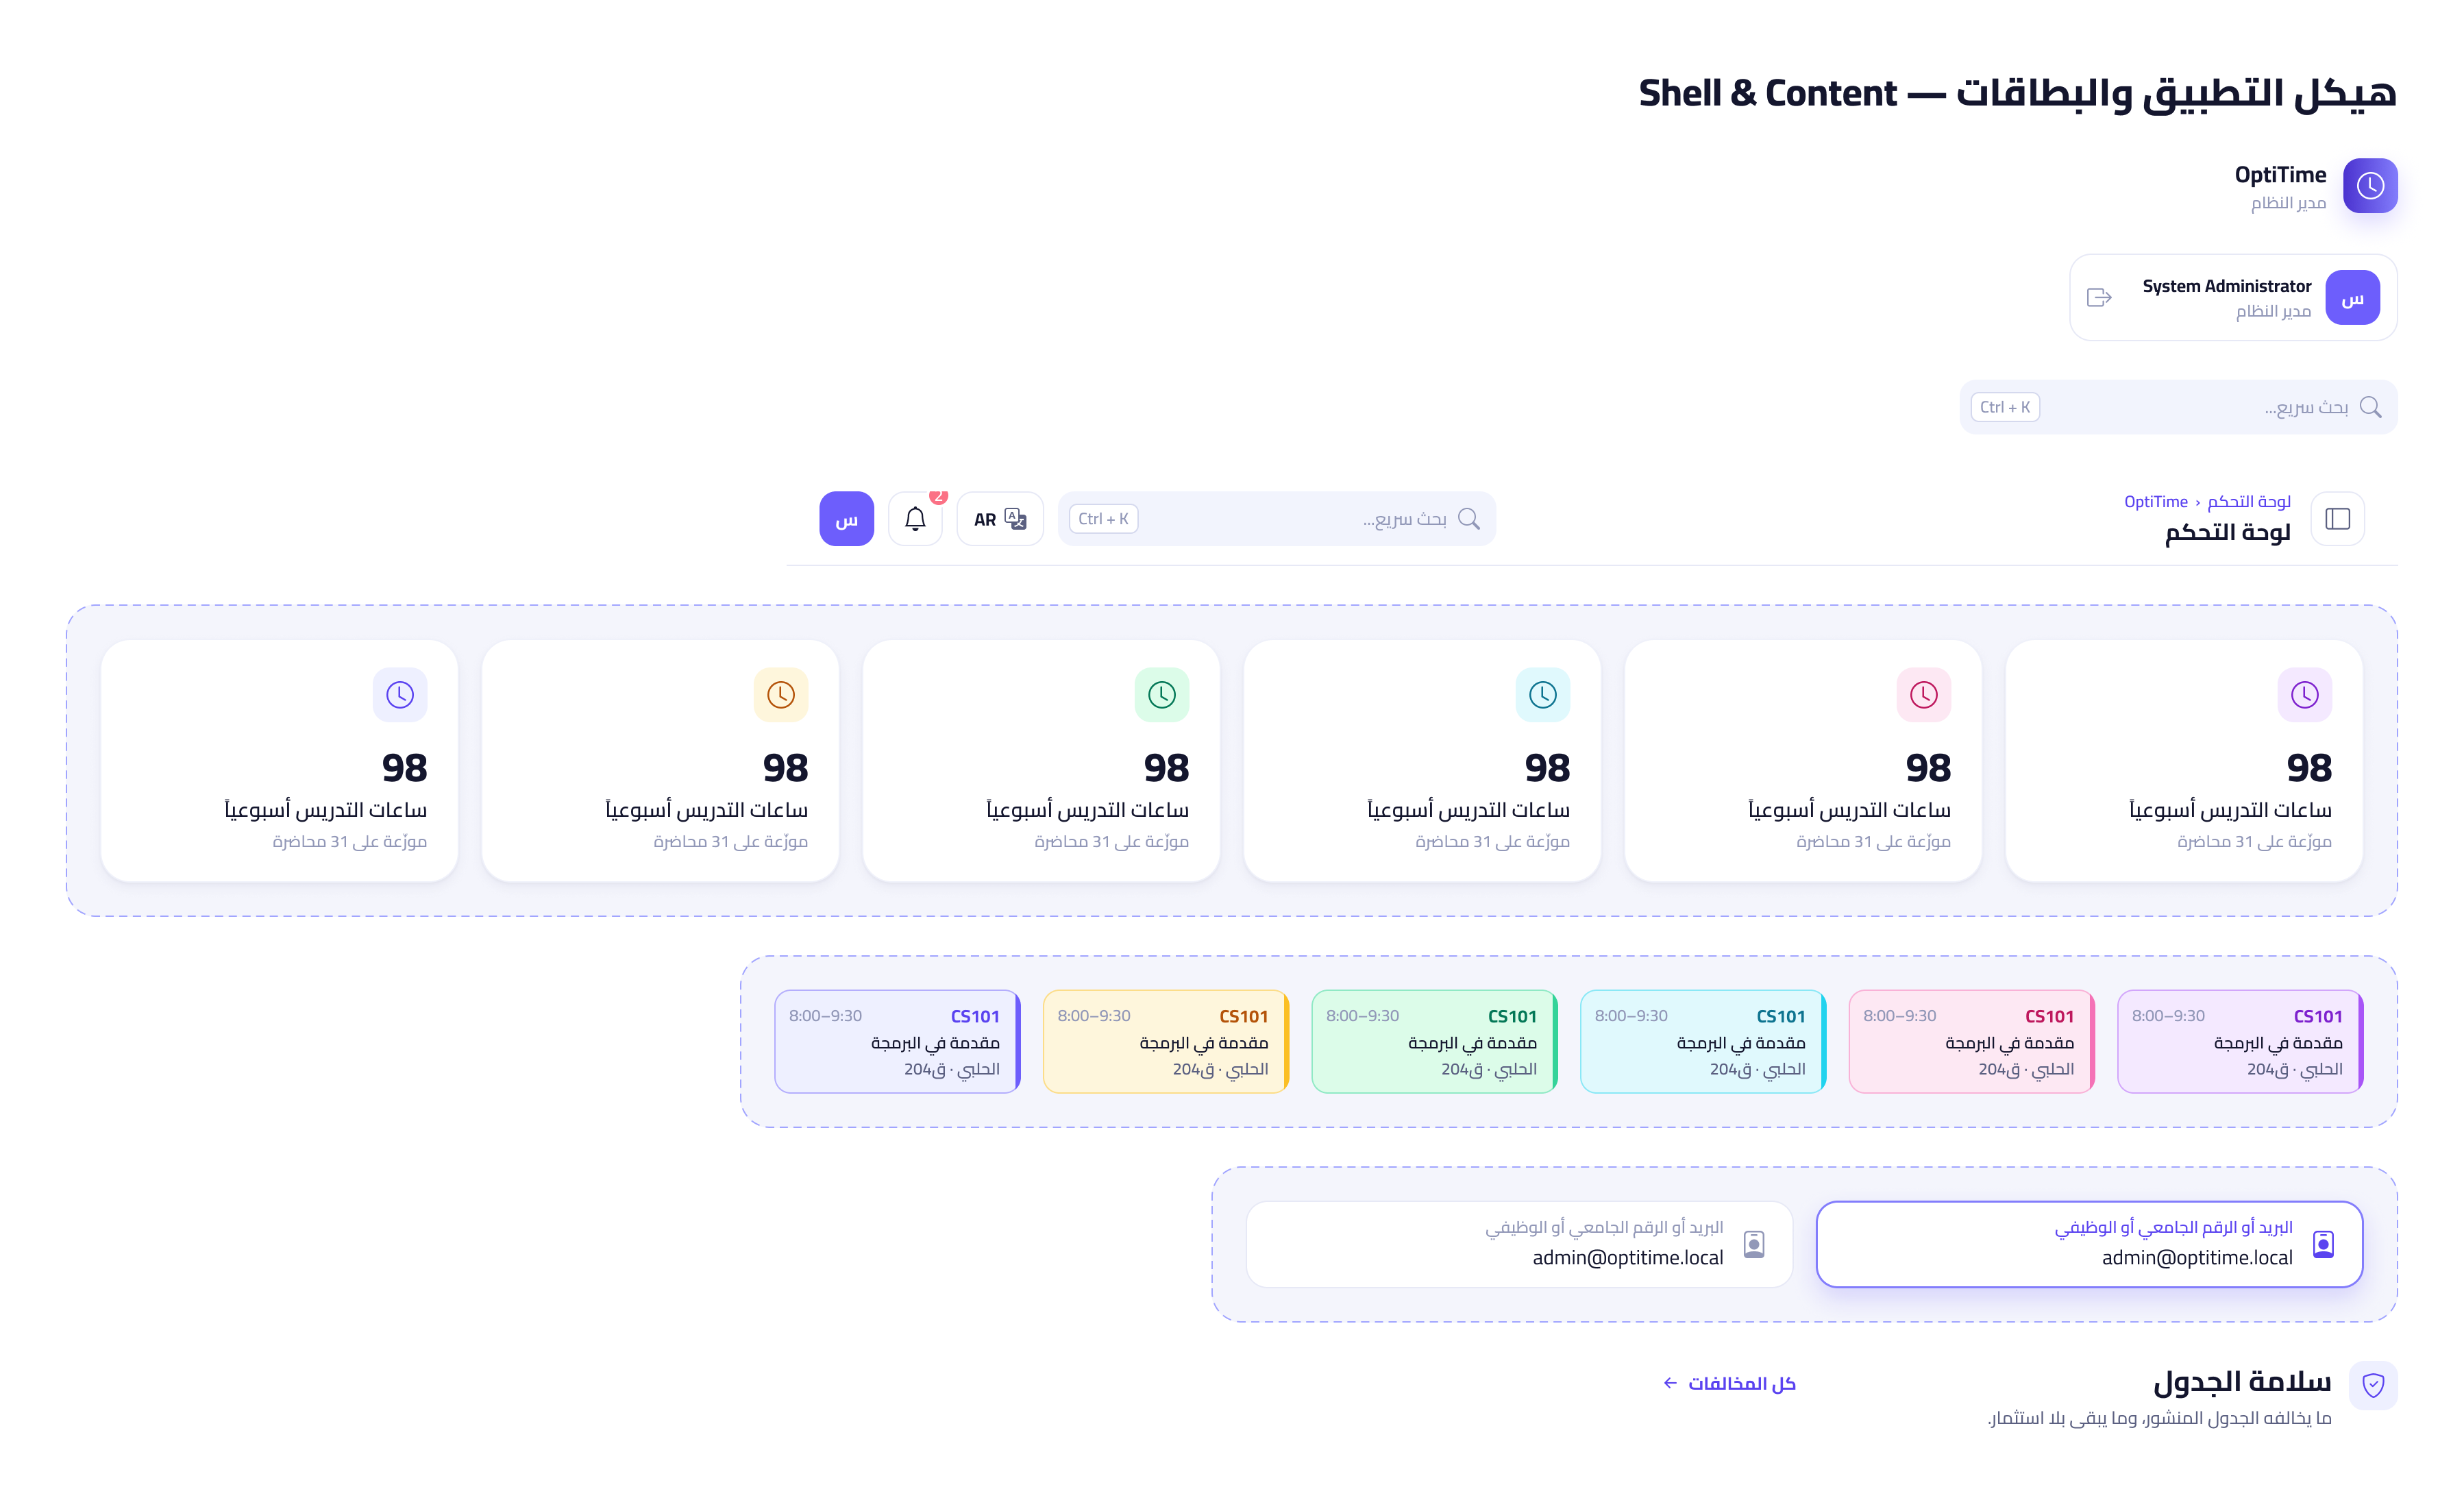 هيكل التطبيق والبطاقات — Shell & Content
OptiTime
مدير النظام
س
System Administrator
مدير النظام
بحث سريع...
Ctrl + K
لوحة التحكم › OptiTime
لوحة التحكم
بحث سريع...
Ctrl + K
AR
2
س
98
ساعات التدريس أسبوعياً
موزّعة على 31 محاضرة
98
ساعات التدريس أسبوعياً
موزّعة على 31 محاضرة
98
ساعات التدريس أسبوعياً
موزّعة على 31 محاضرة
98
ساعات التدريس أسبوعياً
موزّعة على 31 محاضرة
98
ساعات التدريس أسبوعياً
موزّعة على 31 محاضرة
98
ساعات التدريس أسبوعياً
موزّعة على 31 محاضرة
CS101 8:00–9:30
مقدمة في البرمجة
الحلبي · ق204
CS101 8:00–9:30
مقدمة في البرمجة
الحلبي · ق204
CS101 8:00–9:30
مقدمة في البرمجة
الحلبي · ق204
CS101 8:00–9:30
مقدمة في البرمجة
الحلبي · ق204
CS101 8:00–9:30
مقدمة في البرمجة
الحلبي · ق204
CS101 8:00–9:30
مقدمة في البرمجة
الحلبي · ق204
البريد أو الرقم الجامعي أو الوظيفي
admin@optitime.local
البريد أو الرقم الجامعي أو الوظيفي
admin@optitime.local
سلامة الجدول
ما يخالفه الجدول المنشور، وما يبقى بلا استثمار.
كل المخالفات ←